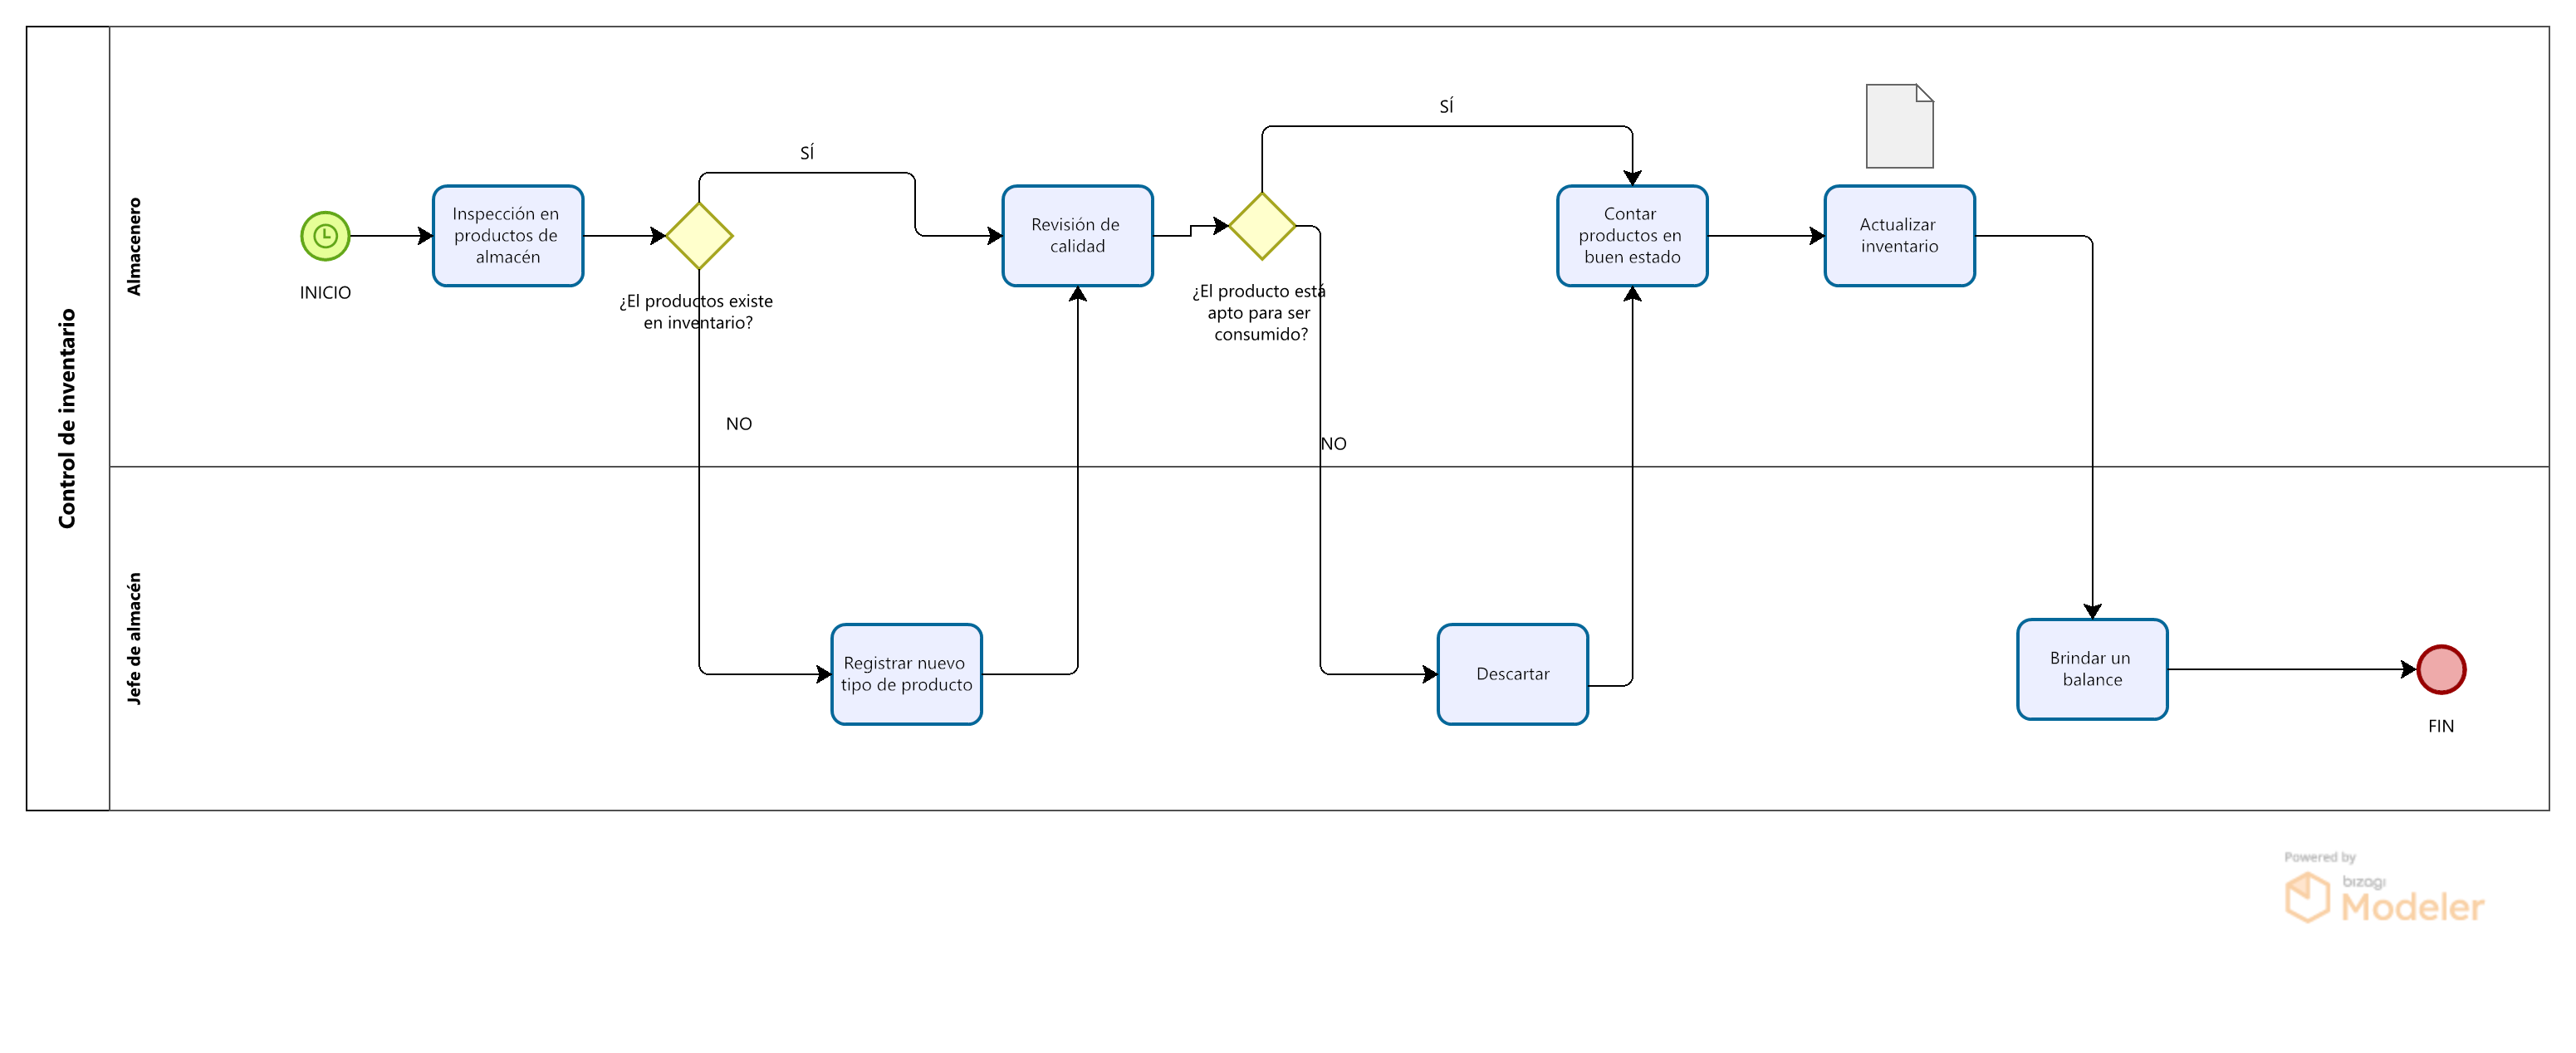 Control de inventario
Almacenero
INICIO
Inspección en
productos de
almacén
¿El productos existe
en inventario?
SÍ
NO
Revisión de
calidad
¿El producto está
apto para ser
consumido?
SÍ
NO
Contar
productos en
buen estado
Actualizar
inventario
Jefe de almacén
Registrar nuevo
tipo de producto
Descartar
Brindar un
balance
FIN
Powered by
bizagi
Modeler